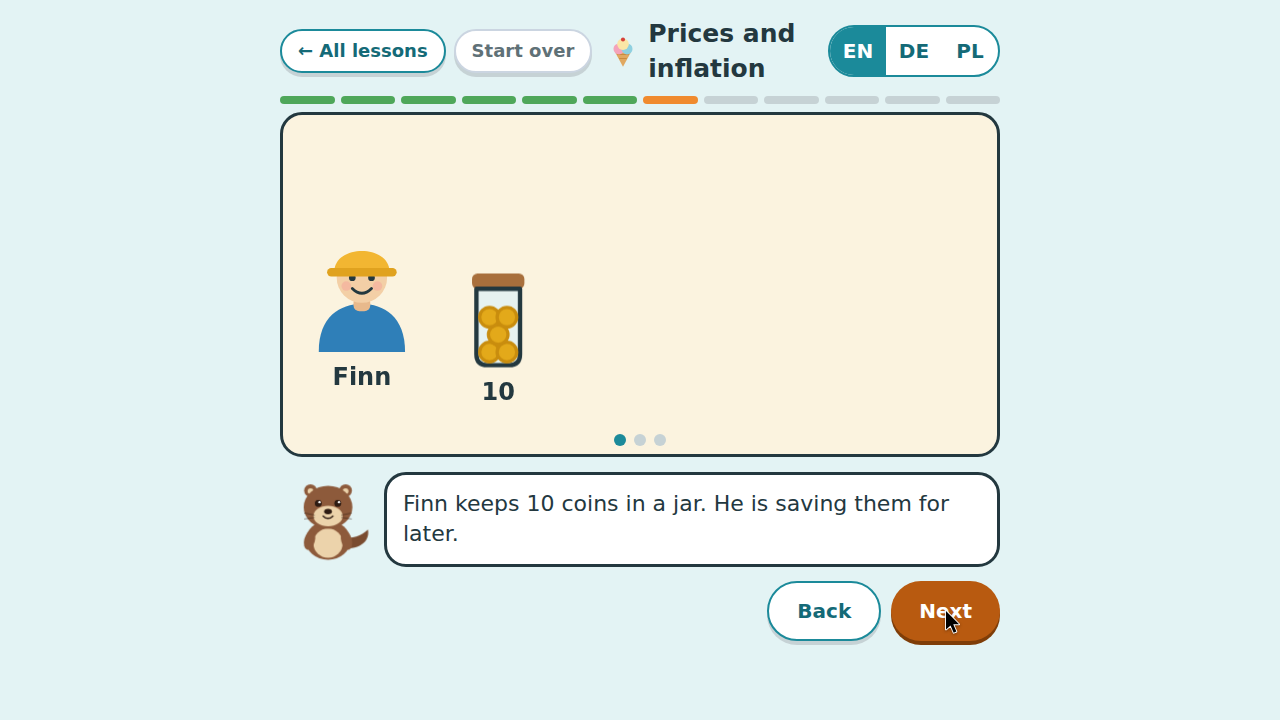 ← All lessons
Start over
Prices and
inflation
EN DE PL
Finn
10
Finn keeps 10 coins in a jar. He is saving them for
later.
Back
Next